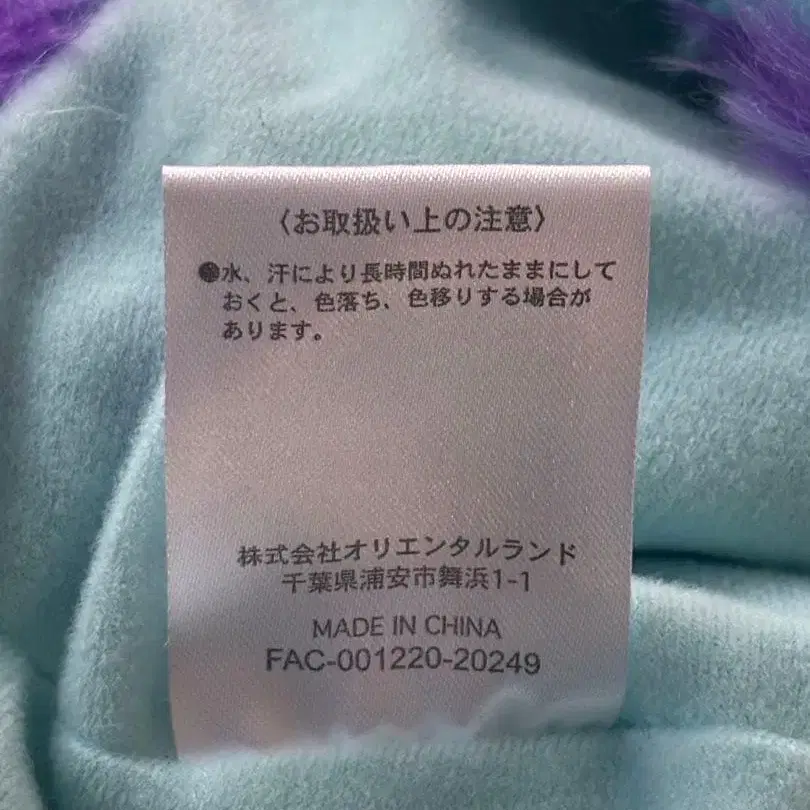 〈お取扱い上の注意〉
●水、汗により長時間ぬれたままにして
おくと、色落ち、色移りする場合が
あります。
株式会社オリエンタルランド
千葉県浦安市舞浜1-1
MADE IN CHINA
FAC-001220-20249